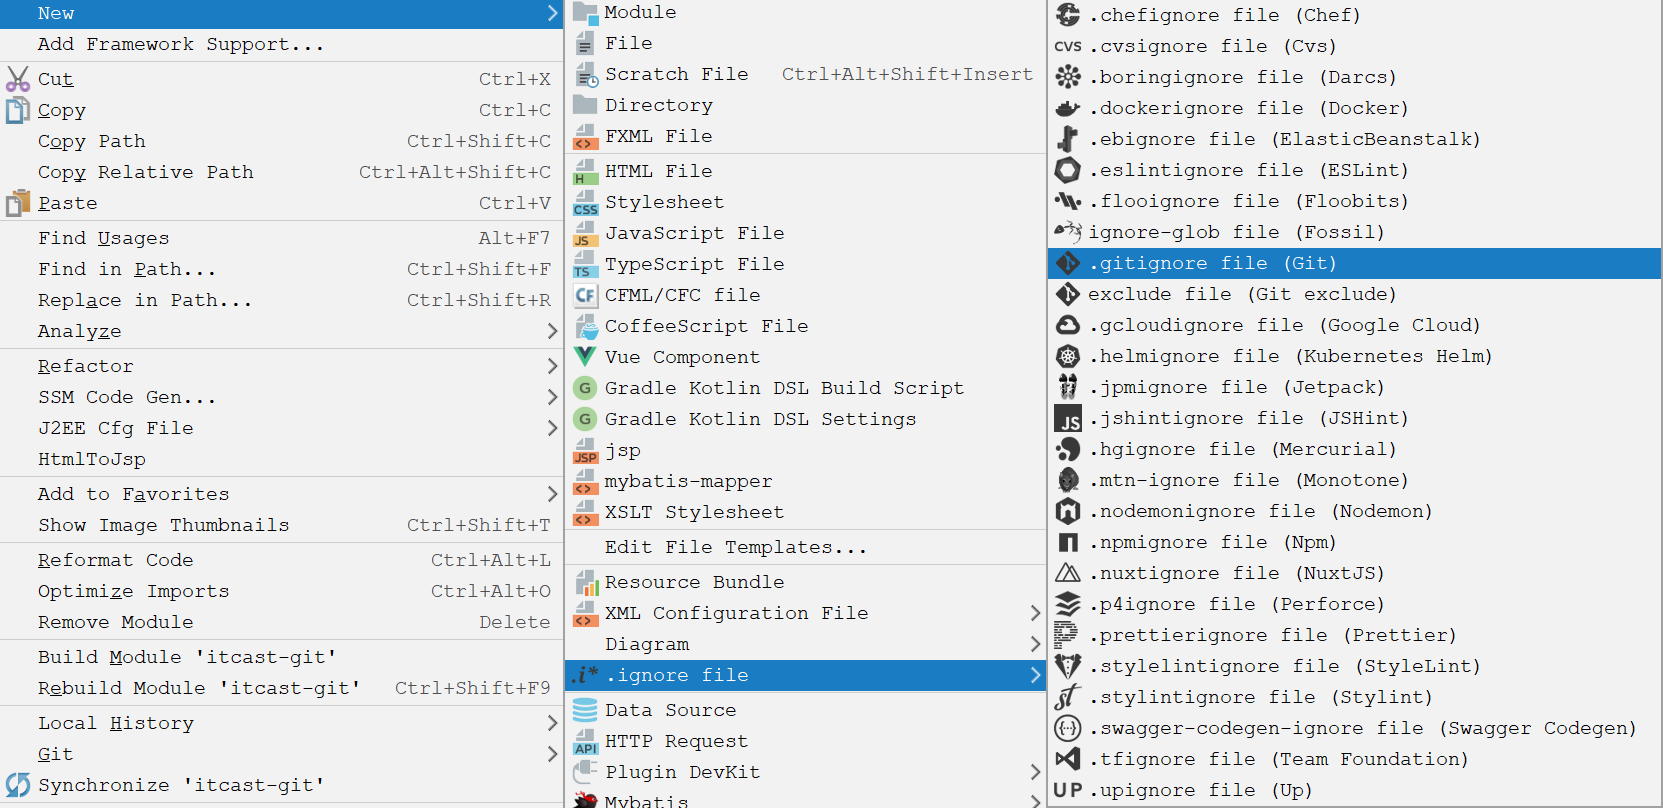 New
Add Framework Support...
Cut Ctrl+X
Copy Ctrl+C
Copy Path Ctrl+Shift+C
Copy Relative Path Ctrl+Alt+Shift+C
Paste Ctrl+V
Find Usages Alt+F7
Find in Path... Ctrl+Shift+F
Replace in Path... Ctrl+Shift+R
Analyze
Refactor
SSM Code Gen...
J2EE Cfg File
HtmlToJsp
Add to Favorites
Show Image Thumbnails Ctrl+Shift+T
Reformat Code Ctrl+Alt+L
Optimize Imports Ctrl+Alt+O
Remove Module Delete
Build Module 'itcast-git'
Rebuild Module 'itcast-git' Ctrl+Shift+F9
Local History
Git
Synchronize 'itcast-git'
Module
File
Scratch File Ctrl+Alt+Shift+Insert
Directory
FXML File
H HTML File
CSS Stylesheet
JS JavaScript File
TS TypeScript File
CF CFML/CFC file
CoffeeScript File
Vue Component
G Gradle Kotlin DSL Build Script
G Gradle Kotlin DSL Settings
JSP jsp
mybatis-mapper
XSLT Stylesheet
Edit File Templates...
Resource Bundle
XML Configuration File
Diagram
.i* .ignore file
Data Source
API HTTP Request
Plugin DevKit
Mybatis
.chefignore file (Chef)
CVS .cvsignore file (Cvs)
.boringignore file (Darcs)
.dockerignore file (Docker)
.ebignore file (ElasticBeanstalk)
.eslintignore file (ESLint)
.flooignore file (Floobits)
ignore-glob file (Fossil)
.gitignore file (Git)
exclude file (Git exclude)
.gcloudignore file (Google Cloud)
.helmignore file (Kubernetes Helm)
.jpmignore file (Jetpack)
JS .jshintignore file (JSHint)
.hgignore file (Mercurial)
.mtn-ignore file (Monotone)
.nodemonignore file (Nodemon)
.npmignore file (Npm)
.nuxtignore file (NuxtJS)
.p4ignore file (Perforce)
.prettierignore file (Prettier)
.stylelintignore file (StyleLint)
st .stylintignore file (Stylint)
{··} .swagger-codegen-ignore file (Swagger Codegen)
.tfignore file (Team Foundation)
UP .upignore file (Up)